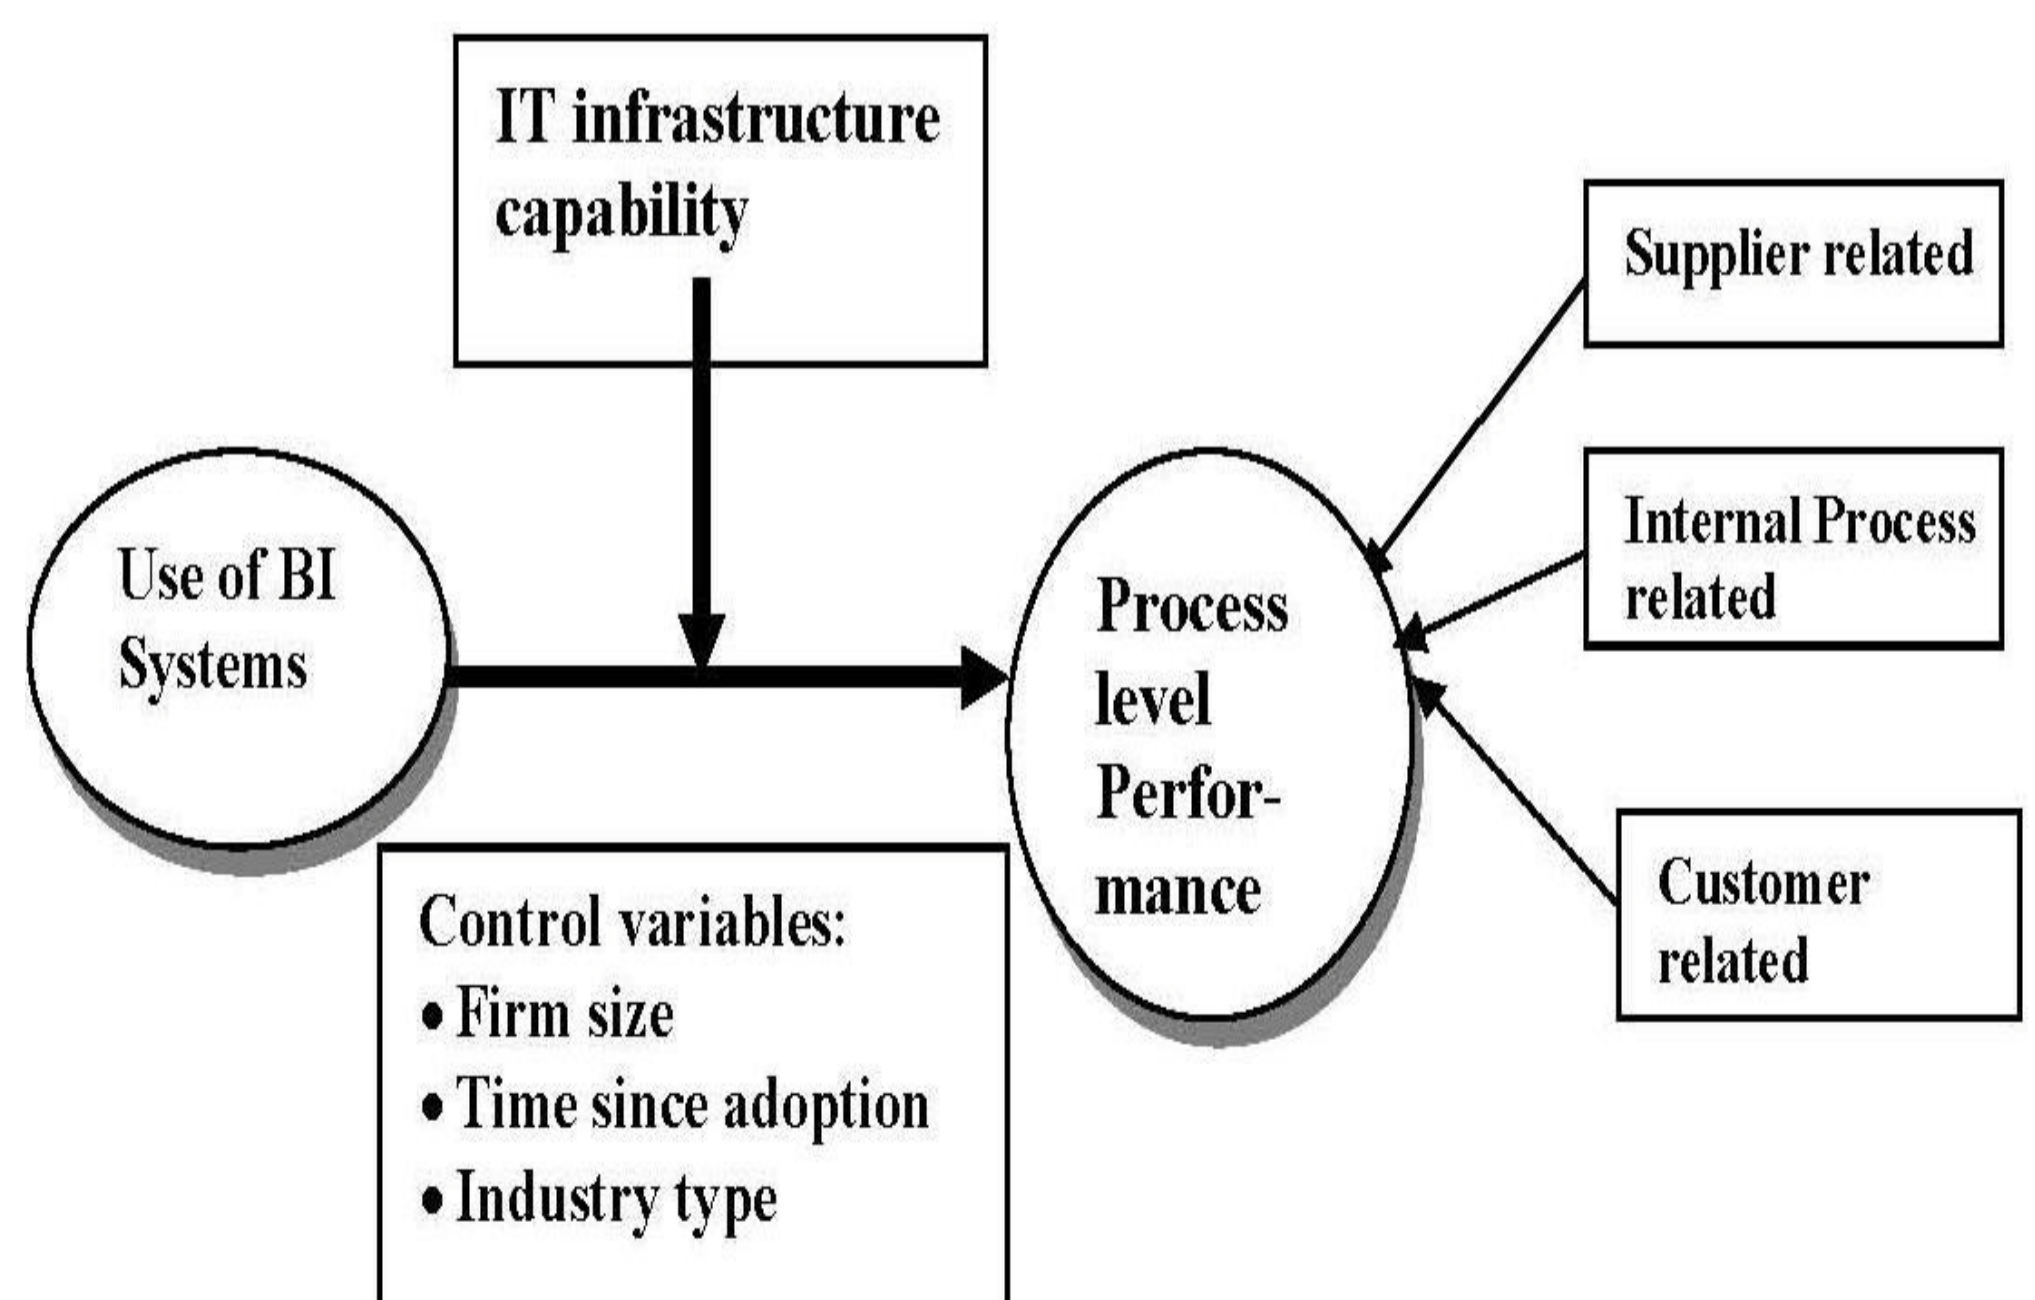 IT infrastructure
capability
Supplier related
Use of BI
Systems
Process
level
Perfor-
mance
Internal Process
related
Customer
related
Control variables:
• Firm size
• Time since adoption
• Industry type